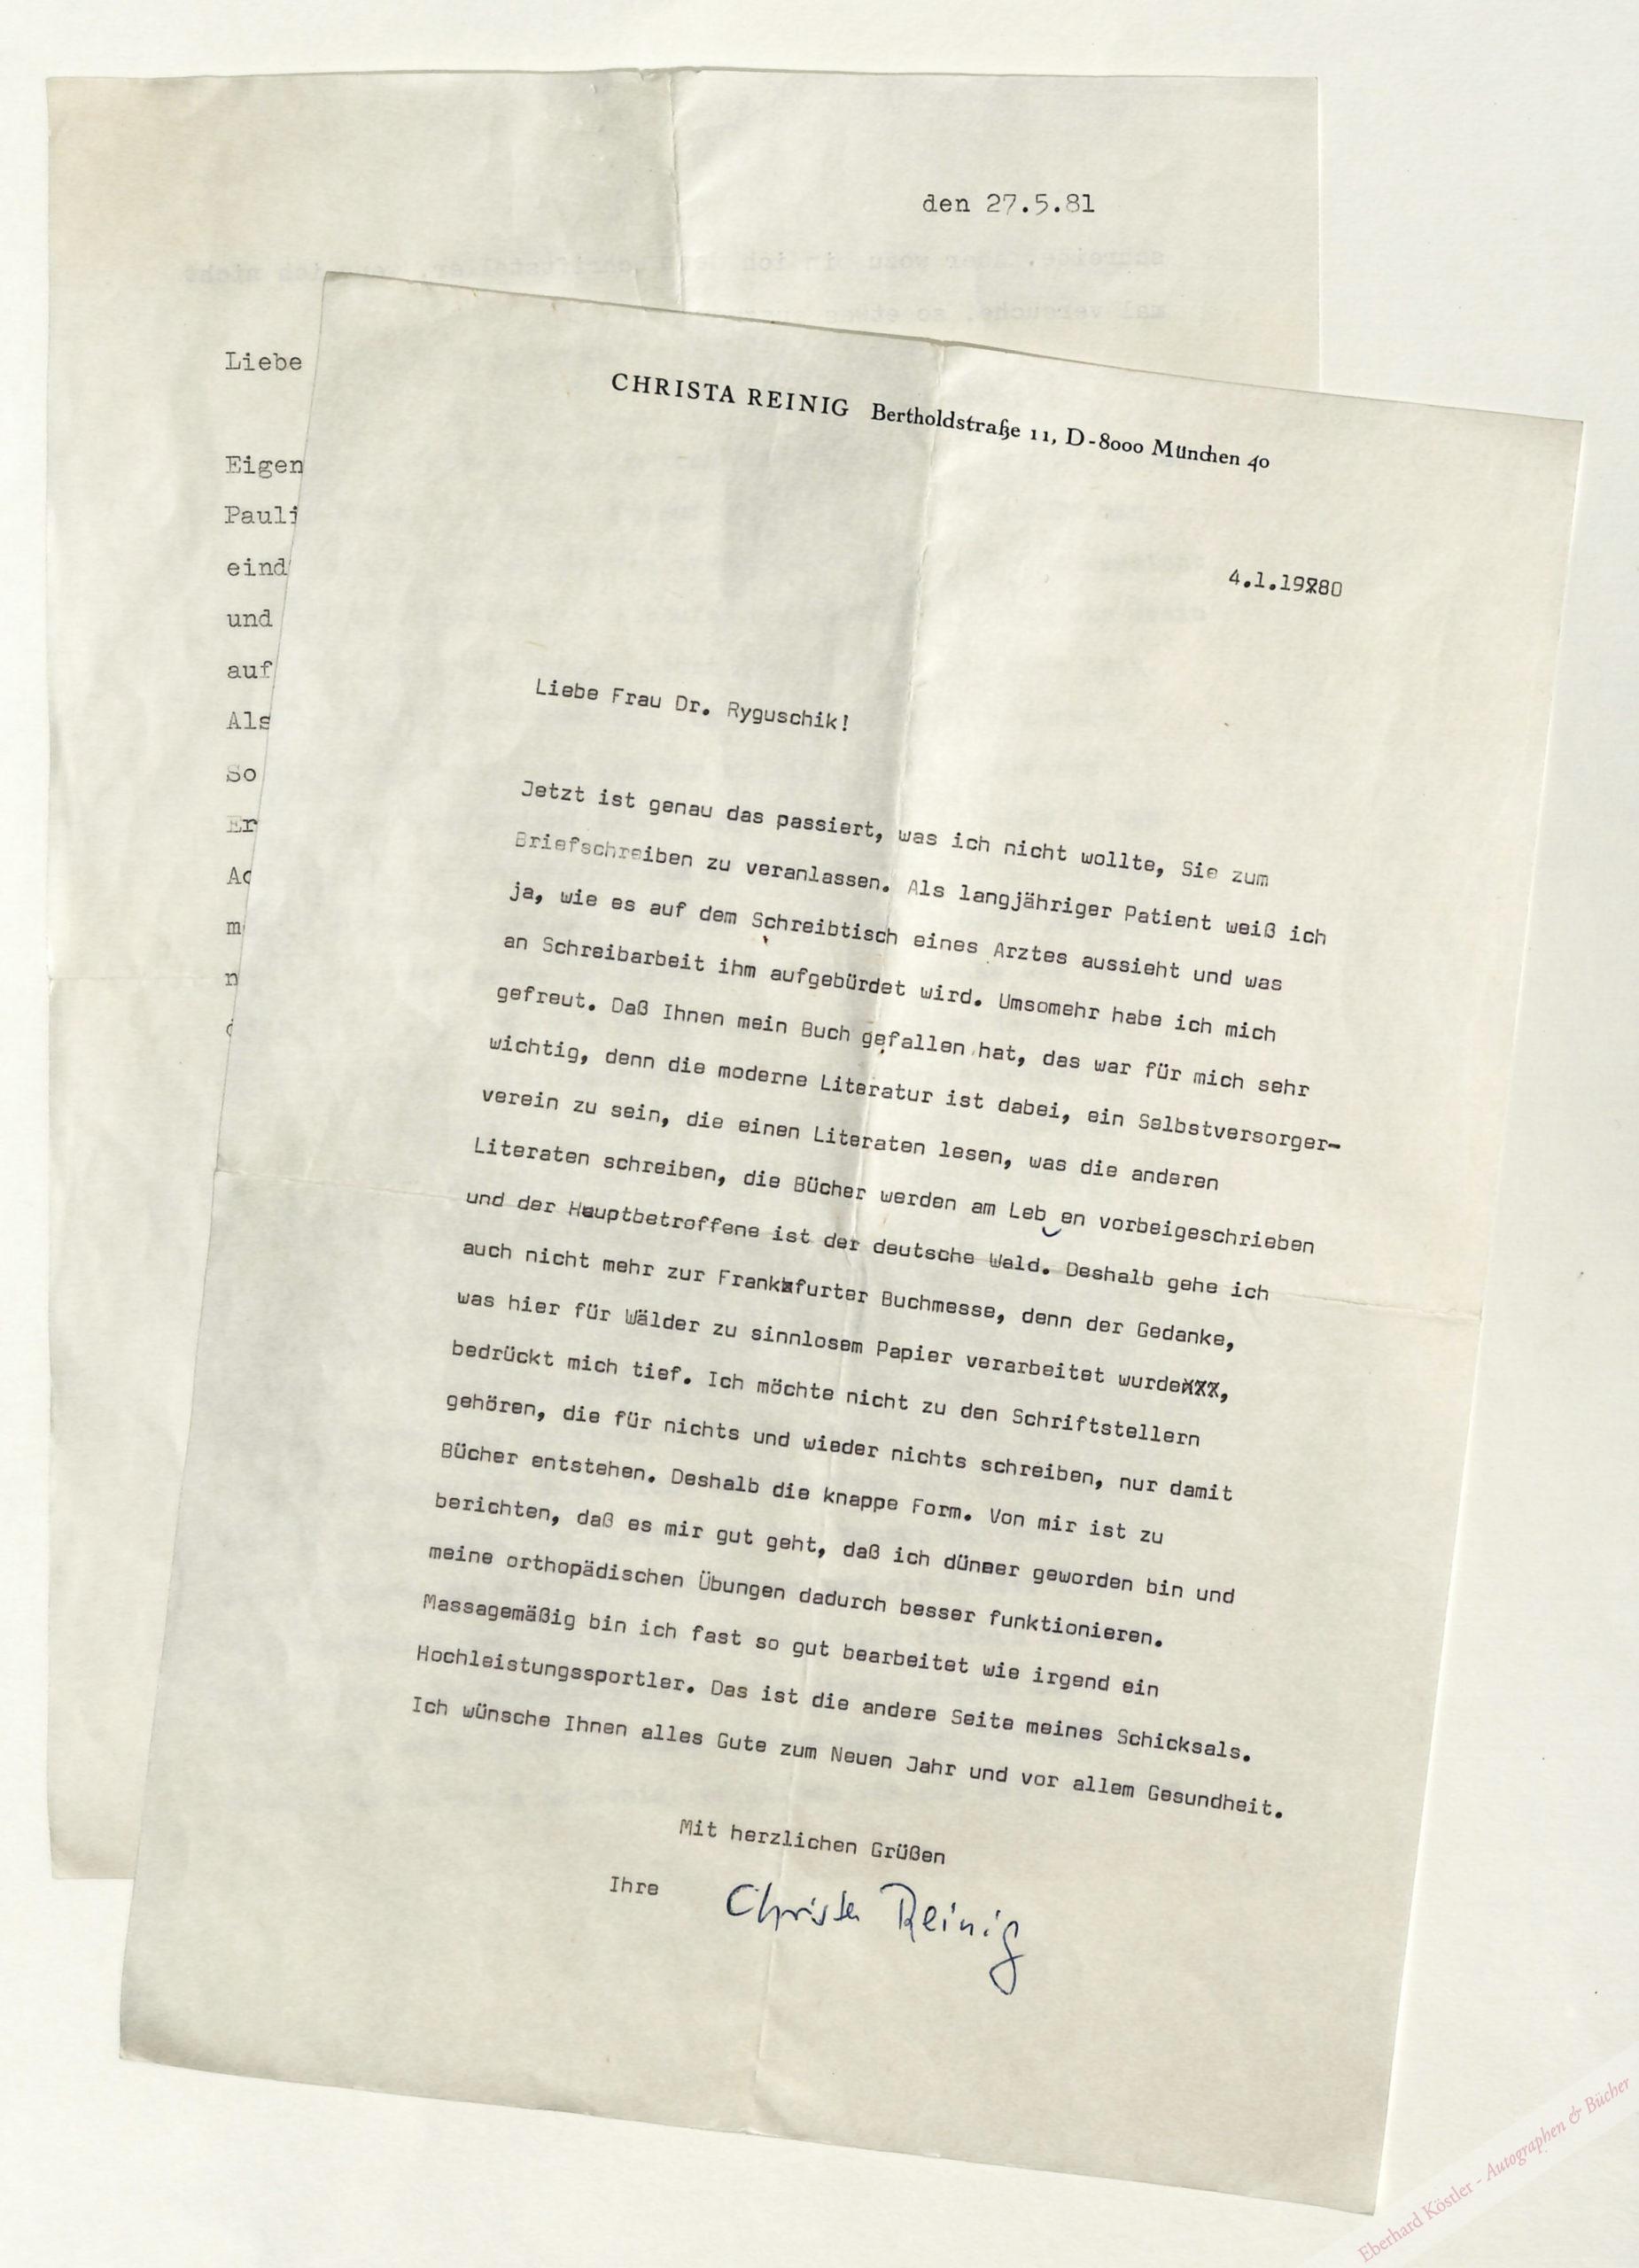 den 27.5.81
Liebe
Eigen
Pauli
eind
und
auf
Als
So
Er
CHRISTA REINIG Bertholdstraße 11, D-8000 München 40
4.1.1980
Liebe Frau Dr. Ryguschik!
Jetzt ist genau das passiert, was ich nicht wollte, Sie zum
Briefschreiben zu veranlassen. Als langjähriger Patient weiß ich
ja, wie es auf dem Schreibtisch eines Arztes aussieht und was
an Schreibarbeit ihm aufgebürdet wird. Umsomehr habe ich mich
gefreut. Daß Ihnen mein Buch gefallen hat, das war für mich sehr
wichtig, denn die moderne Literatur ist dabei, ein Selbstversorger-
verein zu sein, die einen Literaten lesen, was die anderen
Literaten schreiben, die Bücher werden am Leb en vorbeigeschrieben
und der Hauptbetroffene ist der deutsche Wald. Deshalb gehe ich
auch nicht mehr zur Frankfurter Buchmesse, denn der Gedanke,
was hier für Wälder zu sinnlosem Papier verarbeitet wurde,
bedrückt mich tief. Ich möchte nicht zu den Schriftstellern
gehören, die für nichts und wieder nichts schreiben, nur damit
Bücher entstehen. Deshalb die knappe Form. Von mir ist zu
berichten, daß es mir gut geht, daß ich dünner geworden bin und
meine orthopädischen Übungen dadurch besser funktionieren.
Massagemäßig bin ich fast so gut bearbeitet wie irgend ein
Hochleistungssportler. Das ist die andere Seite meines Schicksals.
Ich wünsche Ihnen alles Gute zum Neuen Jahr und vor allem Gesundheit.
Mit herzlichen Grüßen
Ihre Christa Reinig
Eberhard Köstler - Autographen & Bücher